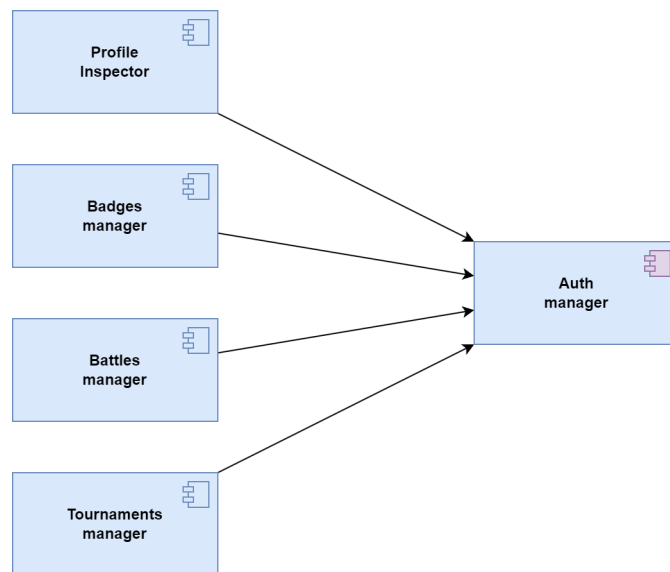 Profile
Inspector
Badges
manager
Auth
manager
Battles
manager
Tournaments
manager